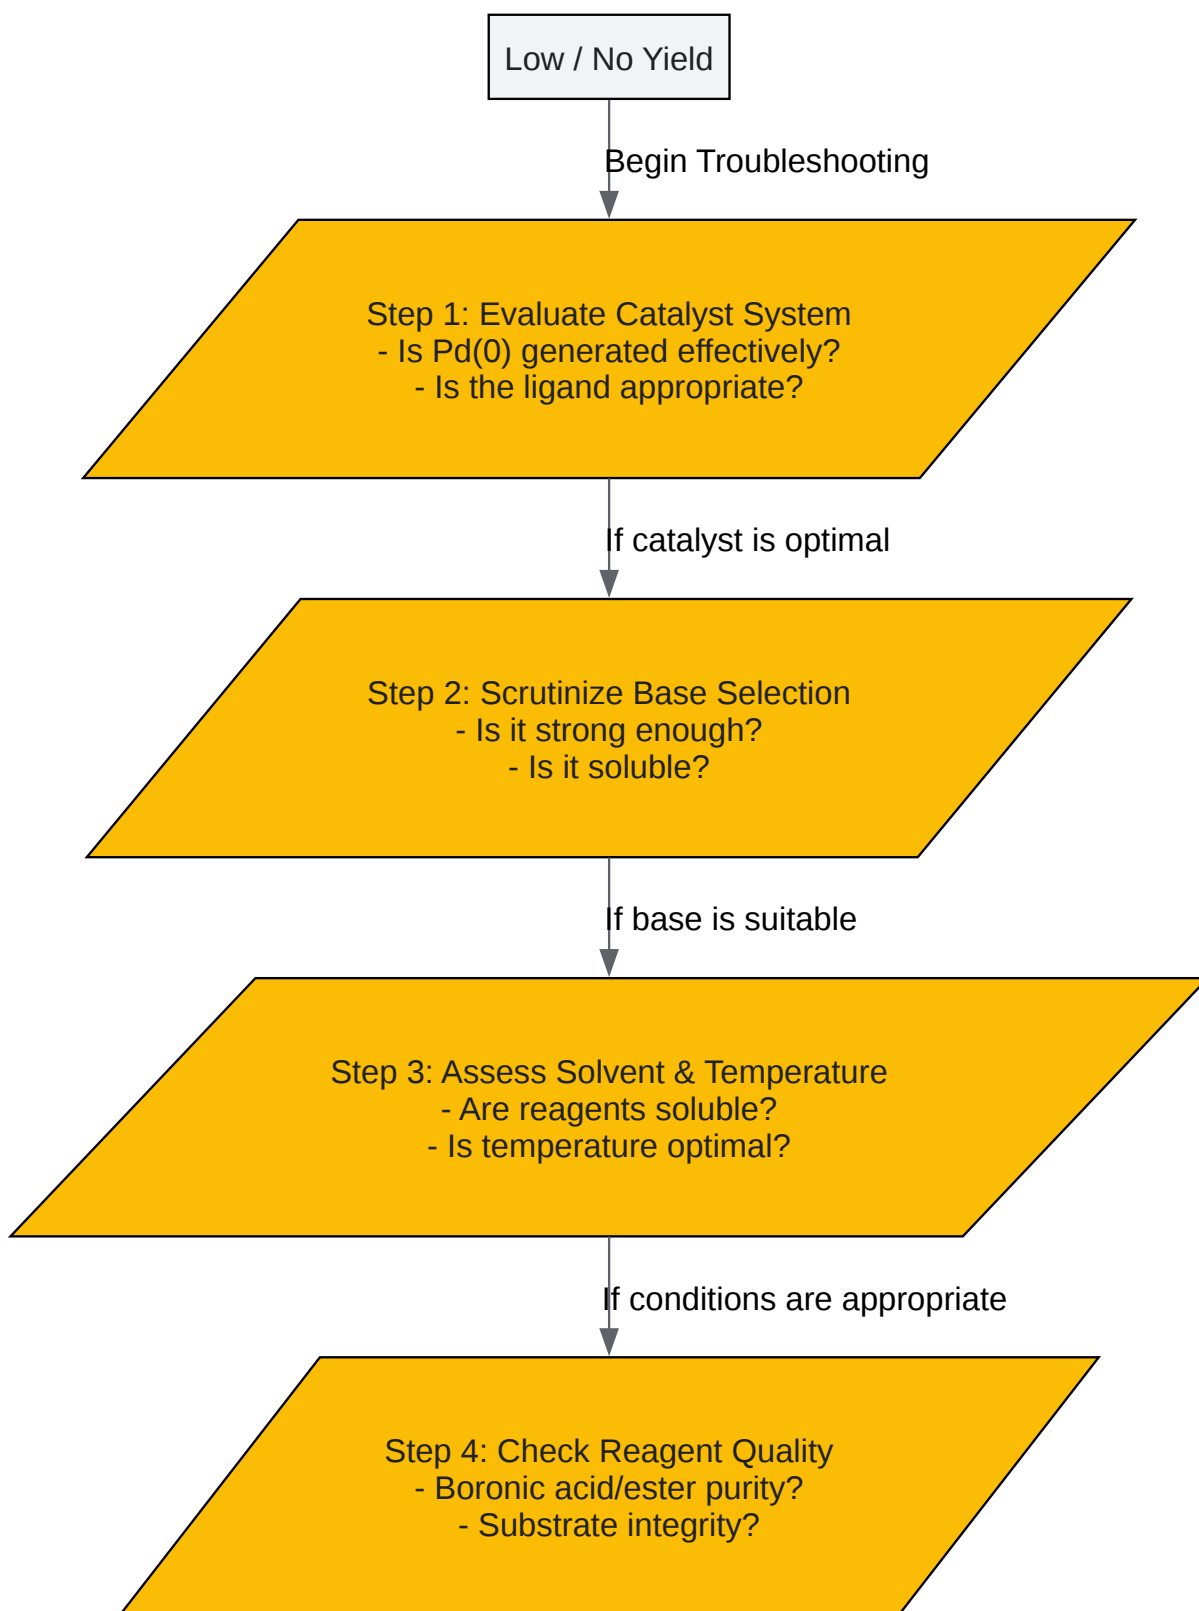 Low / No Yield
Begin Troubleshooting
Step 1: Evaluate Catalyst System
- Is Pd(0) generated effectively?
- Is the ligand appropriate?
If catalyst is optimal
Step 2: Scrutinize Base Selection
- Is it strong enough?
- Is it soluble?
If base is suitable
Step 3: Assess Solvent & Temperature
- Are reagents soluble?
- Is temperature optimal?
If conditions are appropriate
Step 4: Check Reagent Quality
- Boronic acid/ester purity?
- Substrate integrity?